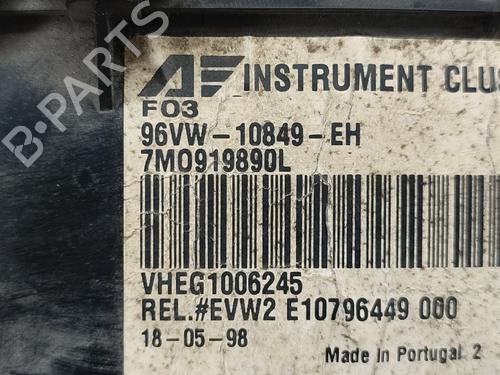 INSTRUMENT CLUS
F03
96VW-10849-EH
7M0919890L
VHEG1006245
REL.#EVW2 E10796449 000
18-05-98
Made in Portugal 2
B-PARTS